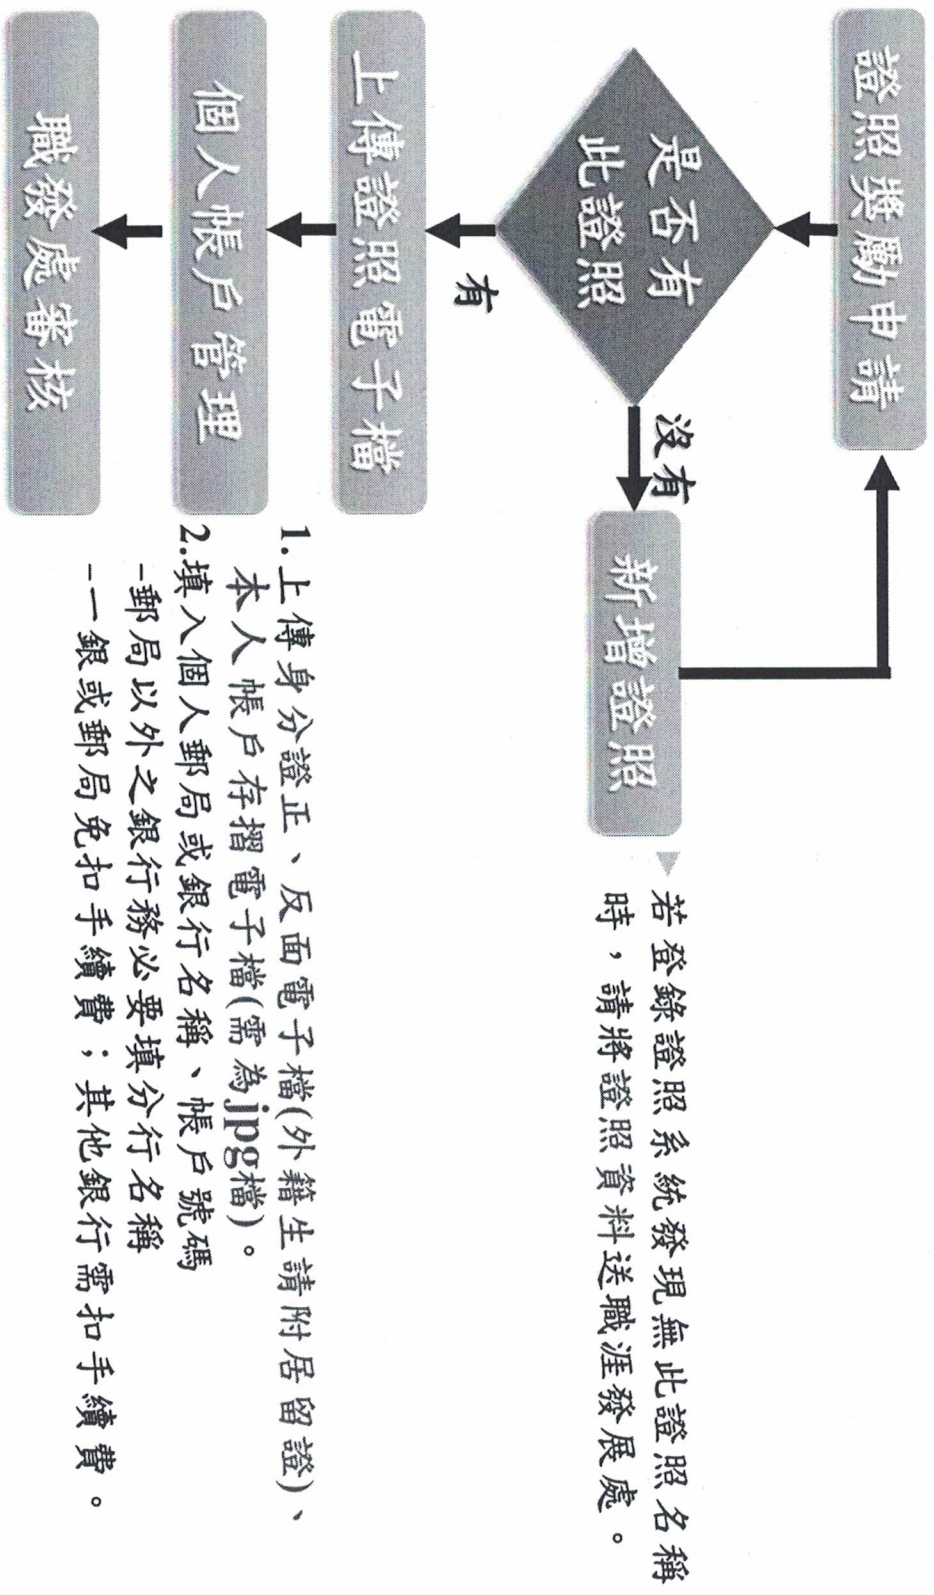 證照獎勵申請
是否有
此證照
沒有
新增證照
若登錄證照系統發現無此證照名稱
時，請將證照資料送職涯發展處。
有
上傳證照電子檔
個人帳戶管理
1.上傳身分證正、反面電子檔(外籍生請附居留證)、
本人帳戶存摺電子檔(需為jpg檔)。
2.填入個人郵局或銀行名稱、帳戶號碼
-郵局以外之銀行務必要填分行名稱
-一銀或郵局免扣手續費；其他銀行需扣手續費。
職發處審核